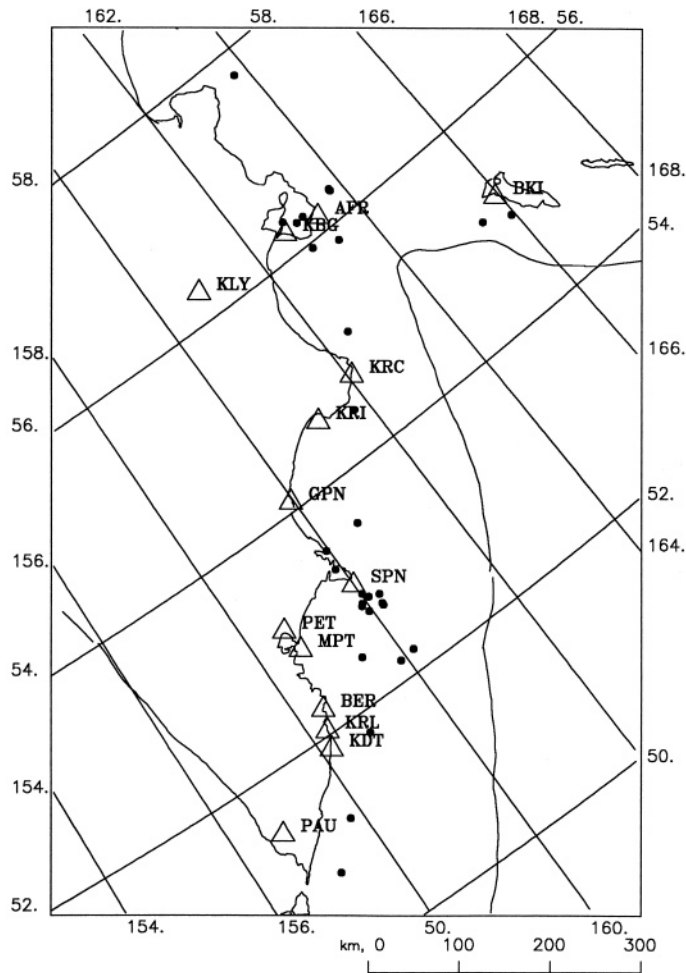 162. 58. 166. 168. 56.
58. AFR BKI 168.
KBG 54.
KLY
158. KRC 166.
56. KRI
GPN 52.
156. SPN 164.
PET
MPT
54. BER
KRL 50.
KDT
154.
PAU
52.
154. 156. 50. 160.
km, 0 100 200 300